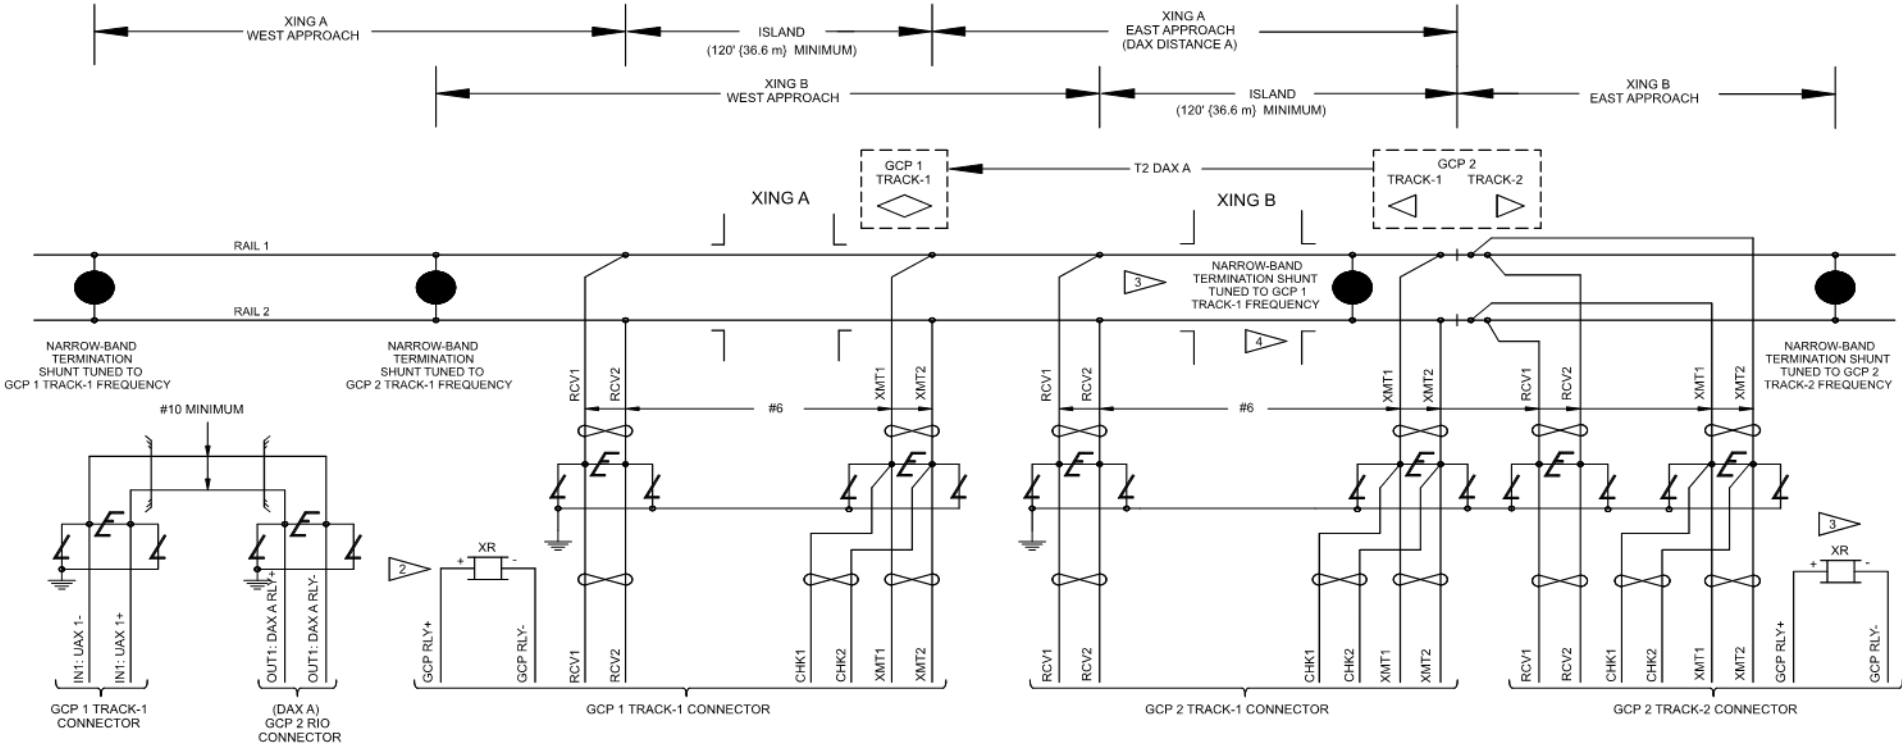 XING A
WEST APPROACH
ISLAND
(120' {36.6 m} MINIMUM)
XING A
EAST APPROACH
(DAX DISTANCE A)
XING B
WEST APPROACH
ISLAND
(120' {36.6 m} MINIMUM)
XING B
EAST APPROACH
GCP 1
TRACK-1
T2 DAX A
GCP 2
TRACK-1 TRACK-2
XING A
XING B
RAIL 1
RAIL 2
3
NARROW-BAND
TERMINATION SHUNT
TUNED TO GCP 1
TRACK-1 FREQUENCY
4
NARROW-BAND
TERMINATION
SHUNT TUNED TO
GCP 1 TRACK-1 FREQUENCY
NARROW-BAND
TERMINATION
SHUNT TUNED TO
GCP 2 TRACK-1 FREQUENCY
NARROW-BAND
TERMINATION SHUNT
TUNED TO GCP 2
TRACK-2 FREQUENCY
RCV1
RCV2
XMT1
XMT2
RCV1
RCV2
XMT1
XMT2
RCV1
RCV2
XMT1
XMT2
#10 MINIMUM
#6
#6
2
XR
+ -
3
XR
+ -
IN1: UAX 1-
IN1: UAX 1+
OUT1: DAX A RLY+
OUT1: DAX A RLY-
GCP RLY+
GCP RLY-
RCV1
RCV2
CHK1
CHK2
XMT1
XMT2
RCV1
RCV2
CHK1
CHK2
XMT1
XMT2
RCV1
RCV2
CHK1
CHK2
XMT1
XMT2
GCP RLY+
GCP RLY-
GCP 1 TRACK-1
CONNECTOR
(DAX A)
GCP 2 RIO
CONNECTOR
GCP 1 TRACK-1 CONNECTOR
GCP 2 TRACK-1 CONNECTOR
GCP 2 TRACK-2 CONNECTOR